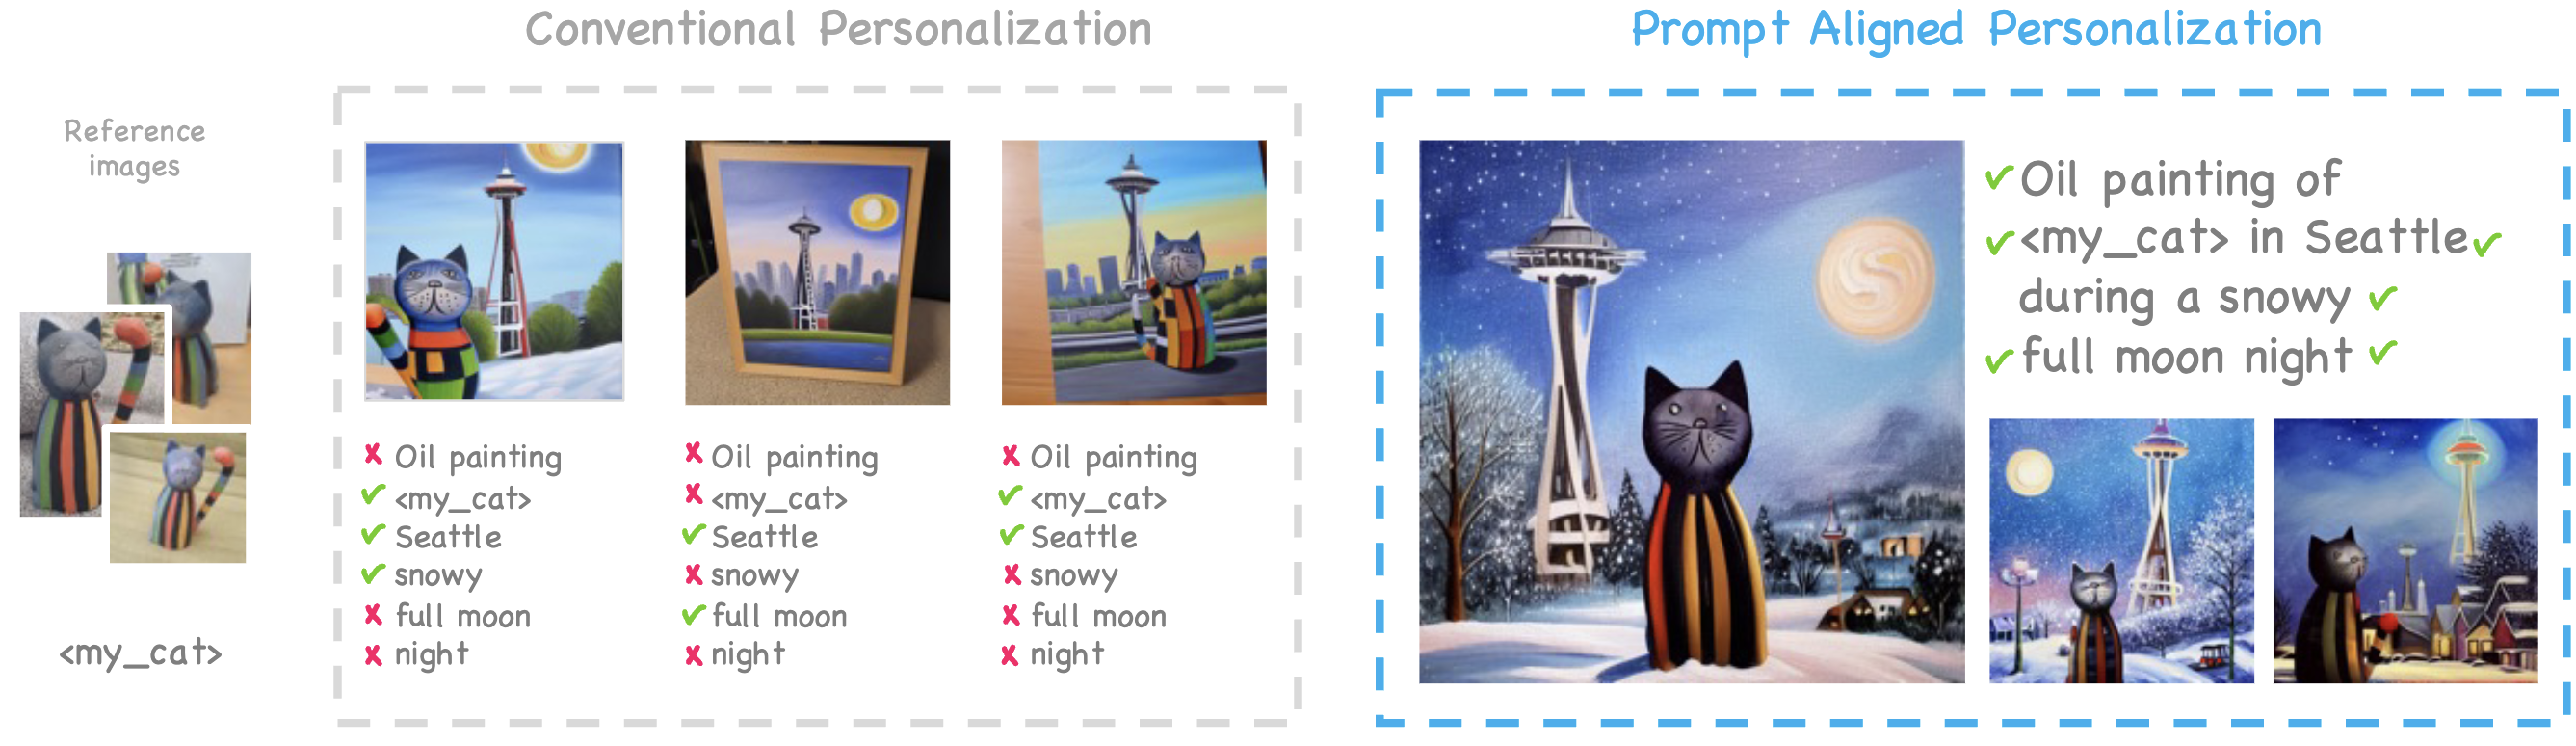 Conventional Personalization
Prompt Aligned Personalization
Reference
images
<my_cat>
✗ Oil painting
✓ <my_cat>
✓ Seattle
✓ snowy
✗ full moon
✗ night
✗ Oil painting
✗ <my_cat>
✓ Seattle
✗ snowy
✓ full moon
✗ night
✗ Oil painting
✓ <my_cat>
✓ Seattle
✗ snowy
✗ full moon
✗ night
✓ Oil painting of
✓ <my_cat> in Seattle ✓
during a snowy ✓
✓ full moon night ✓